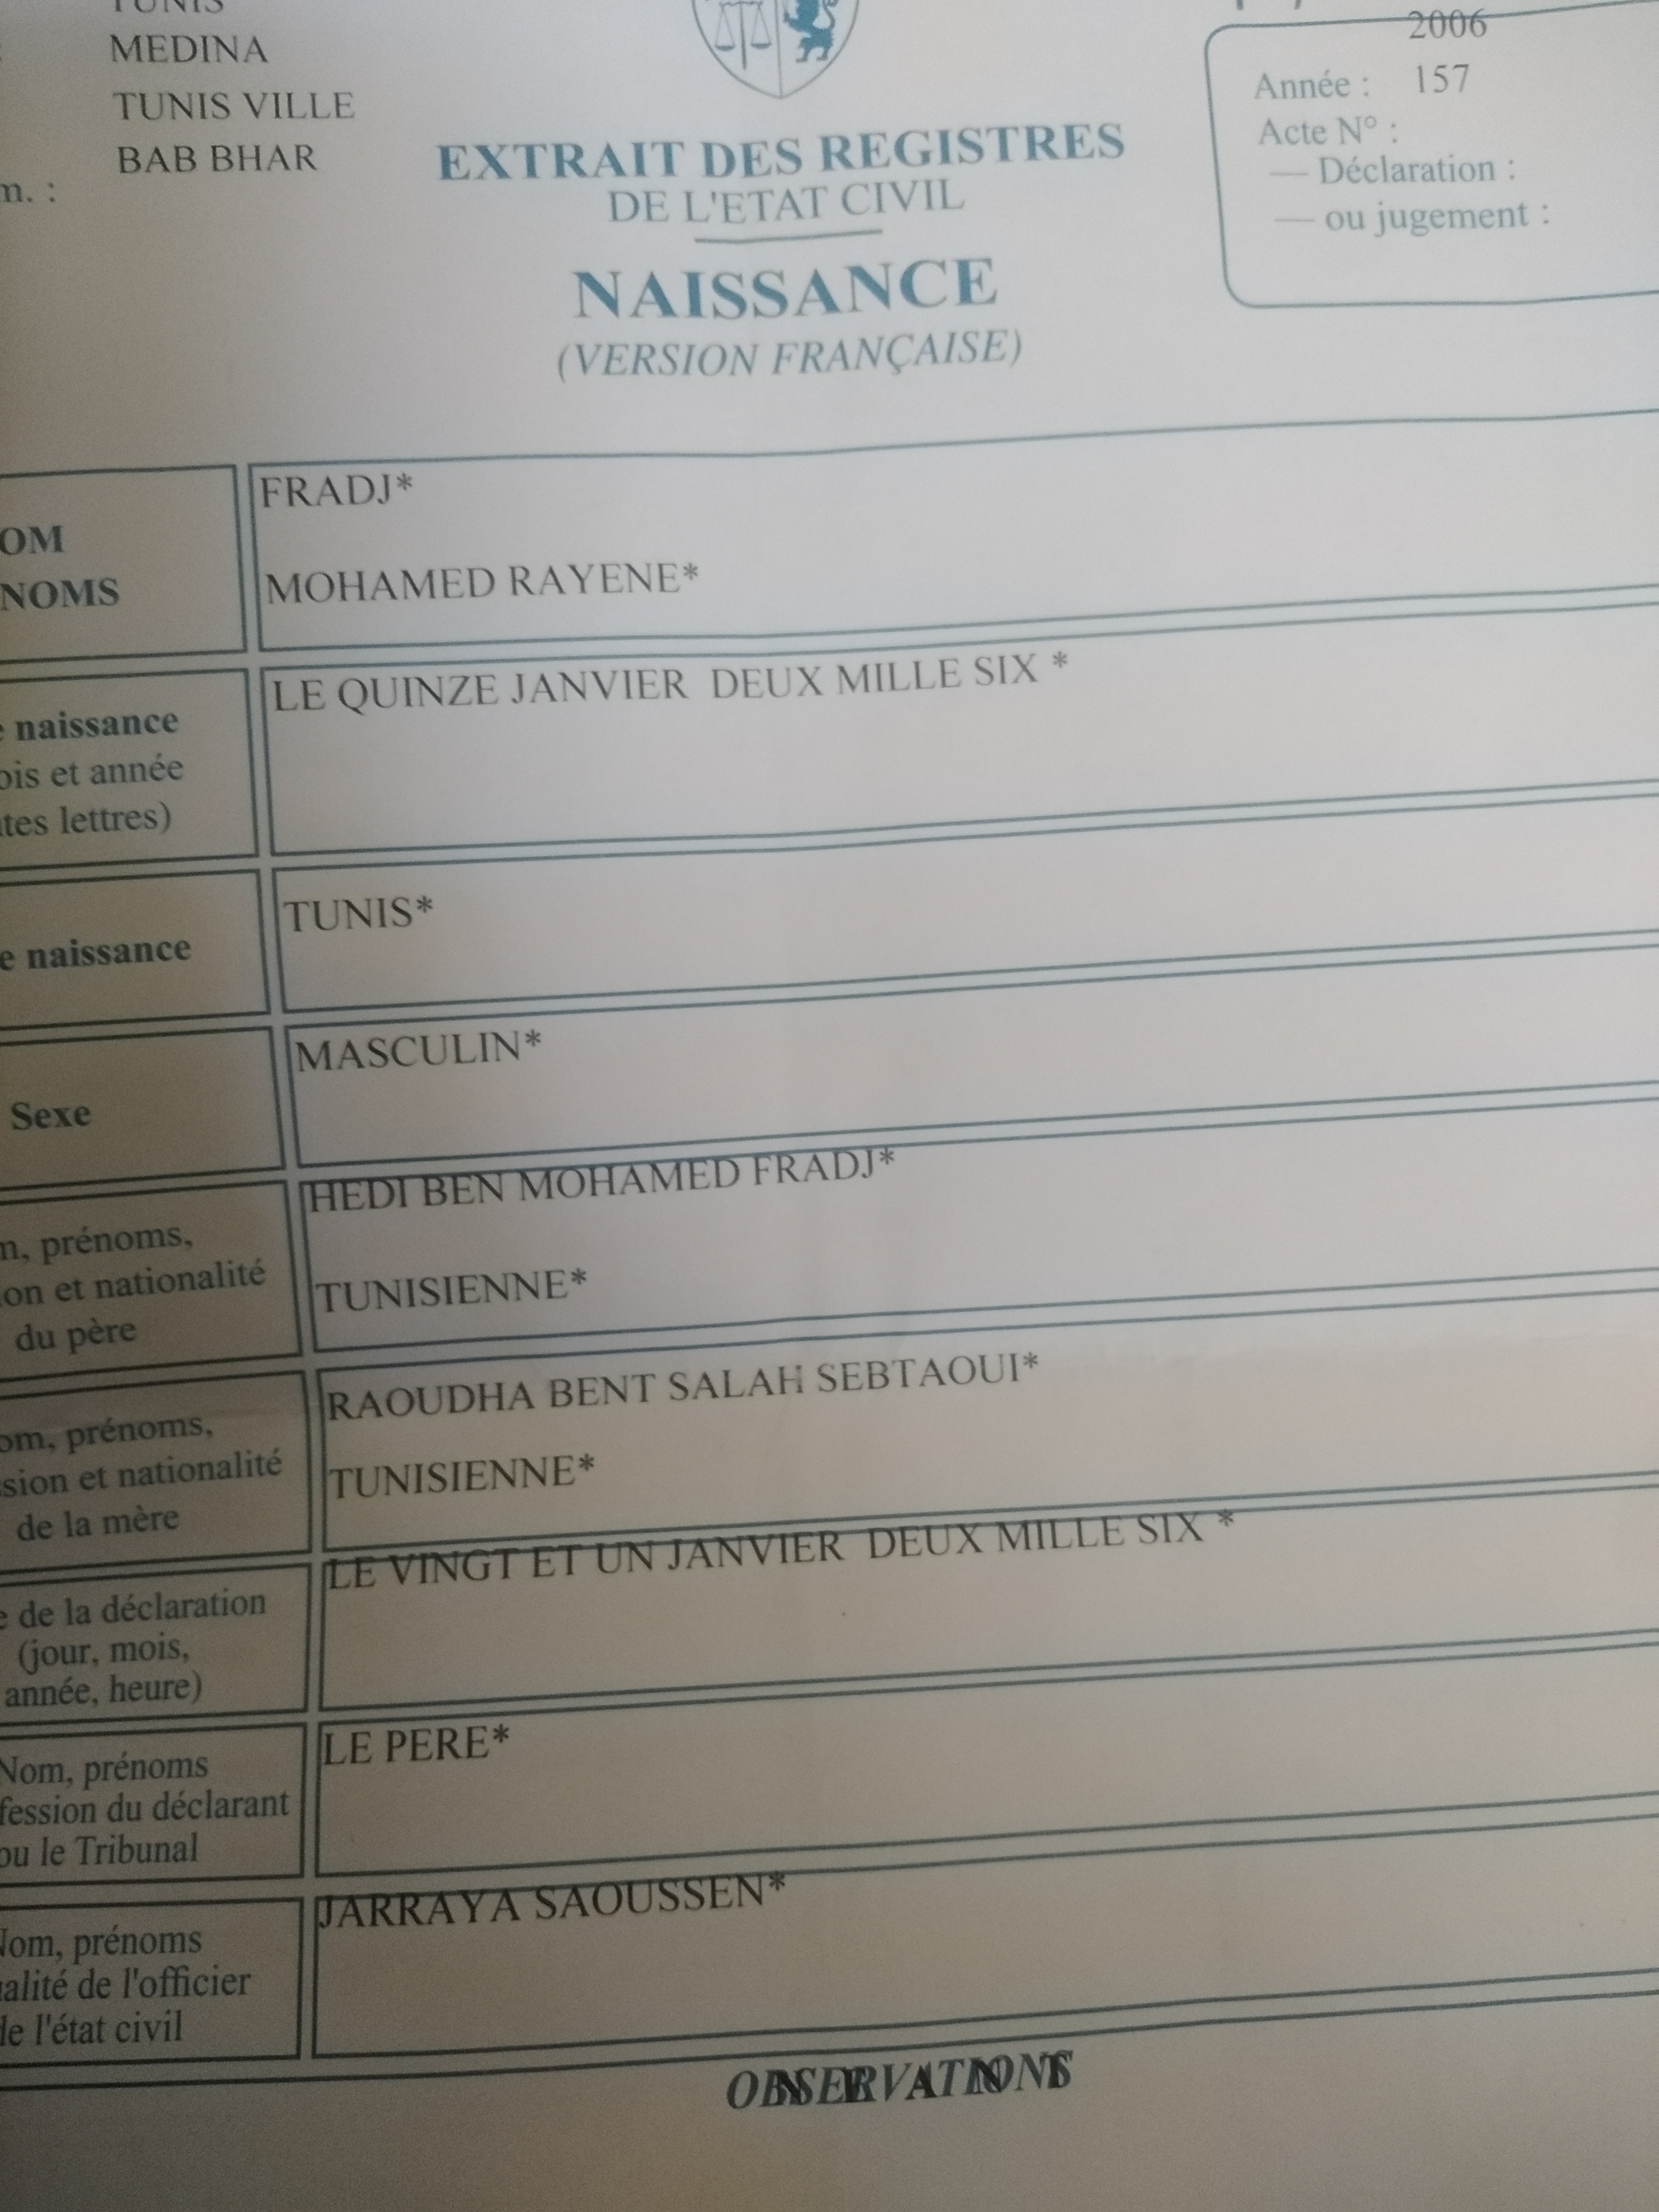 TUNIS
MEDINA
TUNIS VILLE
BAB BHAR
m. :
EXTRAIT DES REGISTRES
DE L'ETAT CIVIL
NAISSANCE
(VERSION FRANÇAISE)
2006
Année : 157
Acte N° :
— Déclaration :
— ou jugement :
OM
NOMS
FRADJ*
MOHAMED RAYENE*
e naissance
ois et année
tes lettres)
LE QUINZE JANVIER DEUX MILLE SIX *
e naissance
TUNIS*
Sexe
MASCULIN*
m, prénoms,
ion et nationalité
du père
HEDI BEN MOHAMED FRADJ*
TUNISIENNE*
om, prénoms,
sion et nationalité
de la mère
RAOUDHA BENT SALAH SEBTAOUI*
TUNISIENNE*
e de la déclaration
(jour, mois,
année, heure)
LE VINGT ET UN JANVIER DEUX MILLE SIX *
Nom, prénoms
fession du déclarant
ou le Tribunal
LE PERE*
Nom, prénoms
alité de l'officier
de l'état civil
JARRAYA SAOUSSEN*
OBSERVATIONS